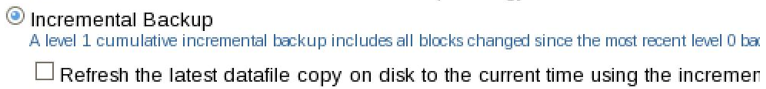 Incremental Backup
A level 1 cumulative incremental backup includes all blocks changed since the most recent level 0
Refresh the latest datafile copy on disk to the current time using the